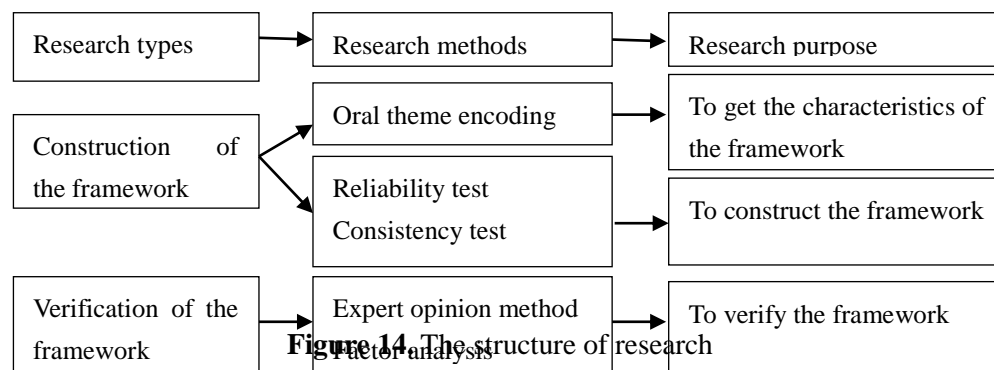 Research types
Research methods
Research purpose
Construction of
the framework
Oral theme encoding
To get the characteristics of
the framework
Reliability test
Consistency test
To construct the framework
Verification of the
framework
Expert opinion method
Factor analysis
To verify the framework
Figure 14. The structure of research